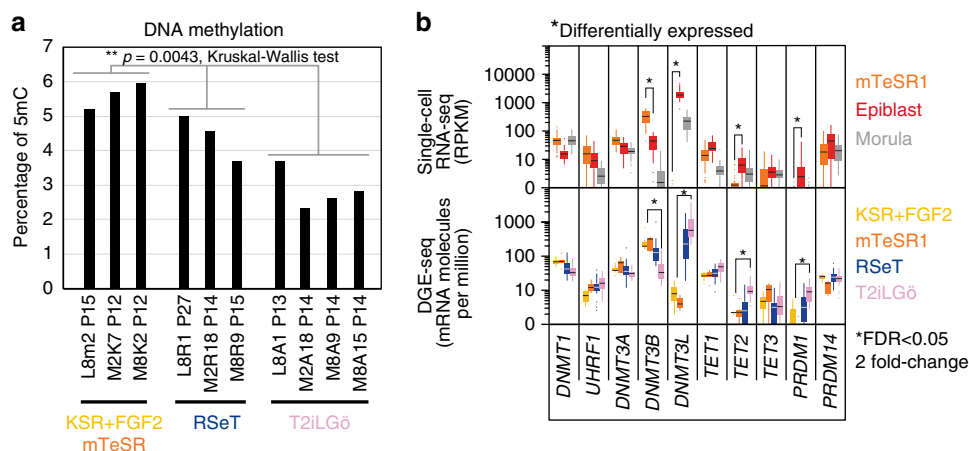 a
DNA methylation
** p = 0.0043, Kruskal-Wallis test
Percentage of 5mC
7
6
5
4
3
2
1
0
L8m2 P15
M2K7 P12
M8K2 P12
L8R1 P27
M2R18 P14
M8R9 P15
L8A1 P13
M2A18 P14
M8A9 P14
M8A15 P14
KSR+FGF2
mTeSR
RSeT
T2iLGö
b
*Differentially expressed
Single-cell
RNA-seq
(RPKM)
10000
1000
100
10
0
*
*
*
*
mTeSR1
Epiblast
Morula
DGE-seq
(mRNA molecules
per million)
1000
100
10
0
*
*
*
*
KSR+FGF2
mTeSR1
RSeT
T2iLGö
DNMT1
UHRF1
DNMT3A
DNMT3B
DNMT3L
TET1
TET2
TET3
PRDM1
PRDM14
*FDR<0.05
2 fold-change